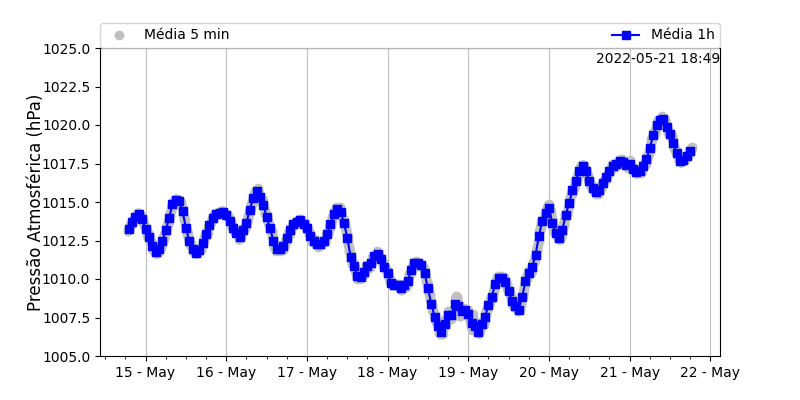 Média 5 min
Média 1h
2022-05-21 18:49
Pressão Atmosférica (hPa)
1025.0
1022.5
1020.0
1017.5
1015.0
1012.5
1010.0
1007.5
1005.0
15 - May
16 - May
17 - May
18 - May
19 - May
20 - May
21 - May
22 - May